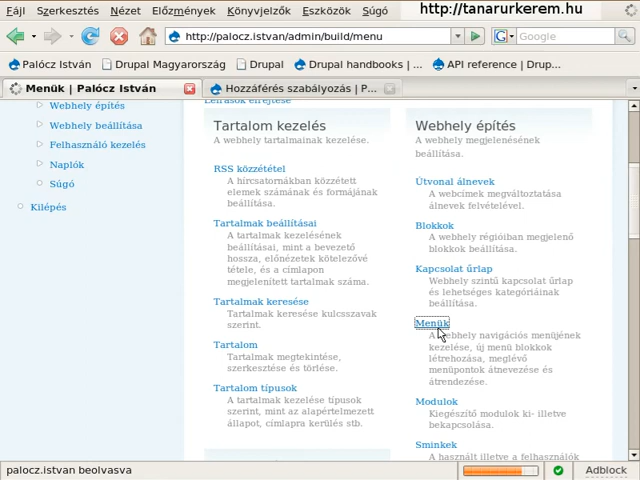 Fájl Szerkesztés Nézet Előzmények Könyvjelzők Eszközök Súgó http://tanarurkerem.hu
http://palocz.istvan/admin/build/menu
Google
Palócz István Drupal Magyarország Drupal Drupal handbooks | ... API reference | Drup...
Menük | Palócz István
Hozzáférés szabályozás | P...
Leírások elrejtése
Webhely építés
Webhely beállítása
Felhasználó kezelés
Naplók
Súgó
Kilépés
Tartalom kezelés
A webhely tartalmainak kezelése.
RSS közzététel
A hírcsatornákban közzétett
elemek számának és formájának
beállítása.
Tartalmak beállításai
A tartalmak kezelésének
beállításai, mint a bevezető
hossza, előnézetek kötelezővé
tétele, és a címlapon
megjelenített tartalmak száma.
Tartalmak keresése
Tartalmak keresése kulcsszavak
szerint.
Tartalom
Tartalmak megtekintése,
szerkesztése és törlése.
Tartalom típusok
A tartalmak kezelése típusok
szerint, mint az alapértelmezett
állapot, címlapra kerülés stb.
Webhely építés
A webhely megjelenésének
beállítása.
Útvonal álnevek
A webcímek megváltoztatása
álnevek felvételével.
Blokkok
A webhely régióiban megjelenő
blokkok beállítása.
Kapcsolat űrlap
Webhely szintű kapcsolat űrlap
és lehetséges kategóriáinak
beállítása.
Menük
A webhely navigációs menüjének
kezelése, új menü blokkok
létrehozása, meglévő
menüpontok átnevezése és
átrendezése.
Modulok
Kiegészítő modulok ki- illetve
bekapcsolása.
Sminkek
A használt illetve a felhasználók
palocz.istvan beolvasva
Adblock